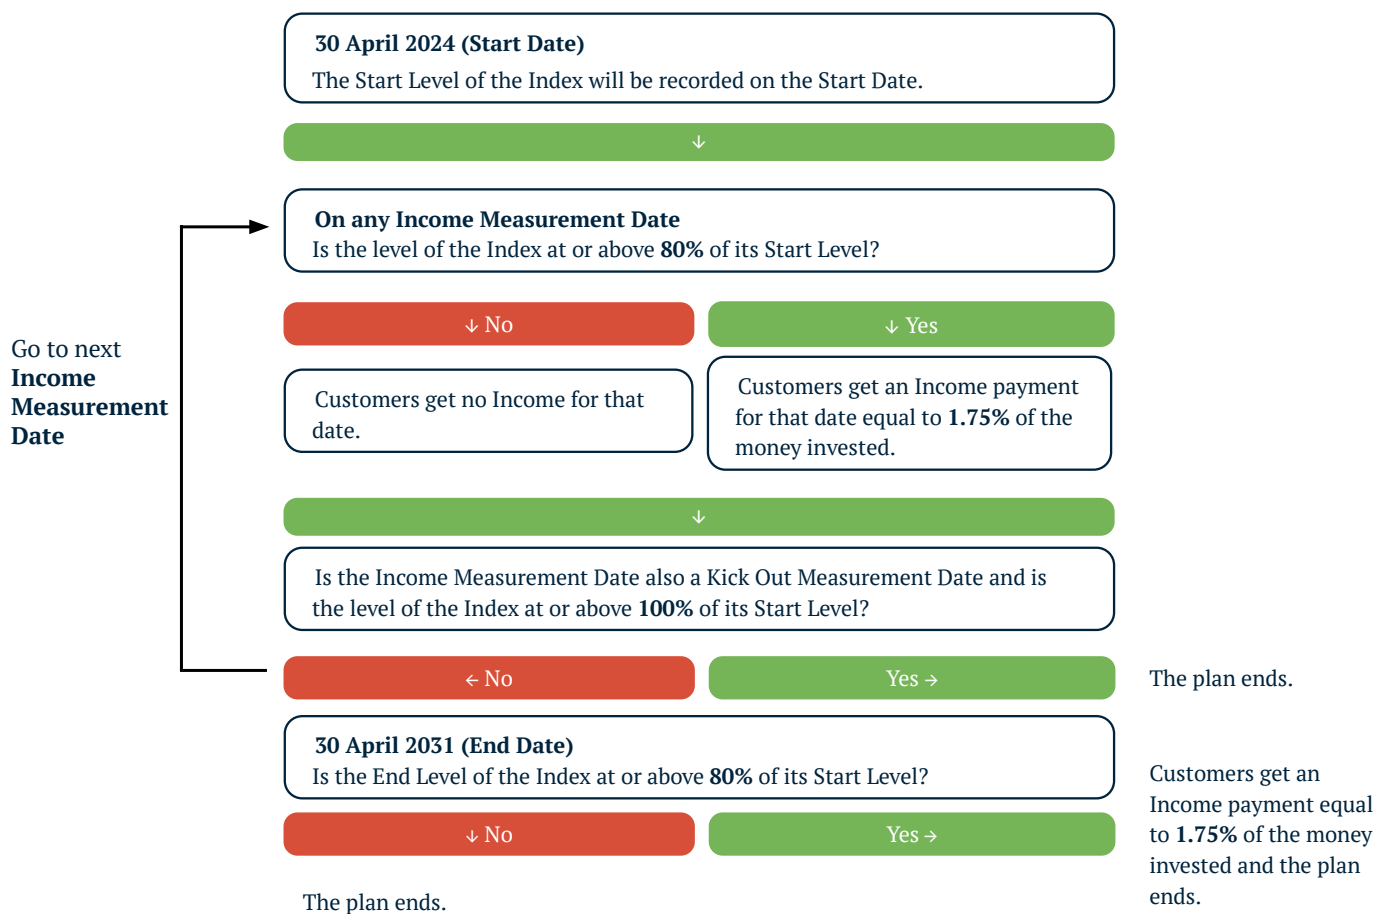 30 April 2024 (Start Date)
The Start Level of the Index will be recorded on the Start Date.
↓
On any Income Measurement Date
Is the level of the Index at or above 80% of its Start Level?
↓ No
↓ Yes
Go to next
Income
Measurement
Date
Customers get no Income for that
date.
Customers get an Income payment
for that date equal to 1.75% of the
money invested.
↓
Is the Income Measurement Date also a Kick Out Measurement Date and is
the level of the Index at or above 100% of its Start Level?
← No
Yes →
The plan ends.
30 April 2031 (End Date)
Is the End Level of the Index at or above 80% of its Start Level?
↓ No
Yes →
Customers get an
Income payment equal
to 1.75% of the money
invested and the plan
ends.
The plan ends.